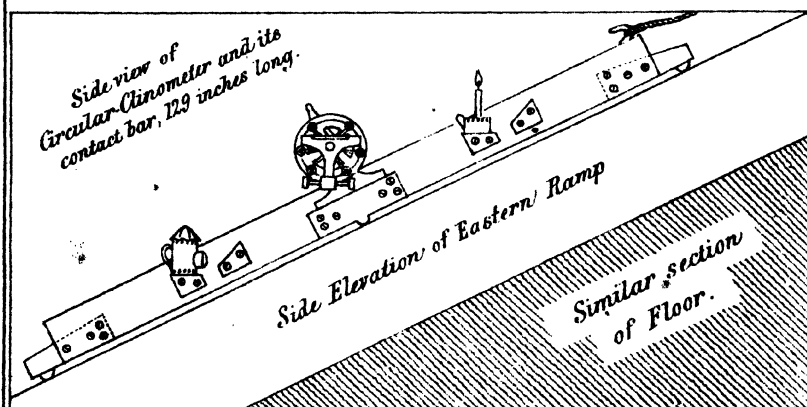 Side view of
Circular-Clinometer and its
contact bar, 129 inches long.
Side Elevation of Eastern Ramp
Similar section
of Floor.